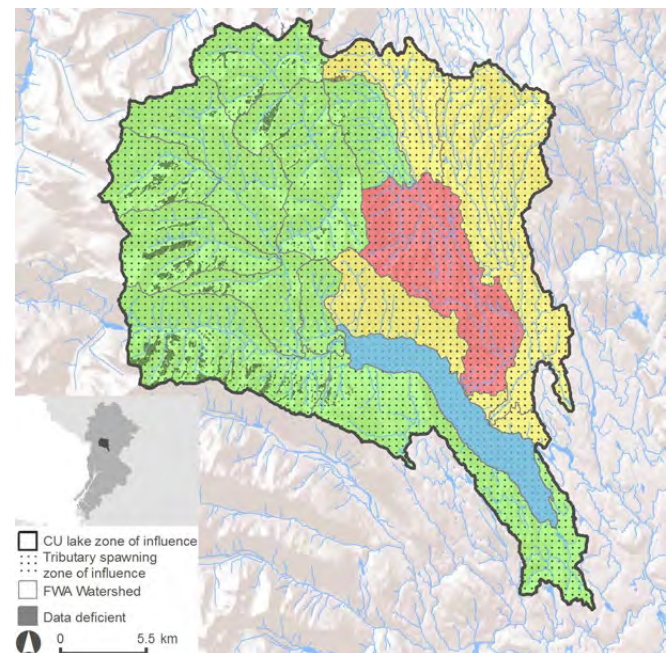 CU lake zone of influence
Tributary spawning
zone of influence
FWA Watershed
Data deficient
0 5.5 km